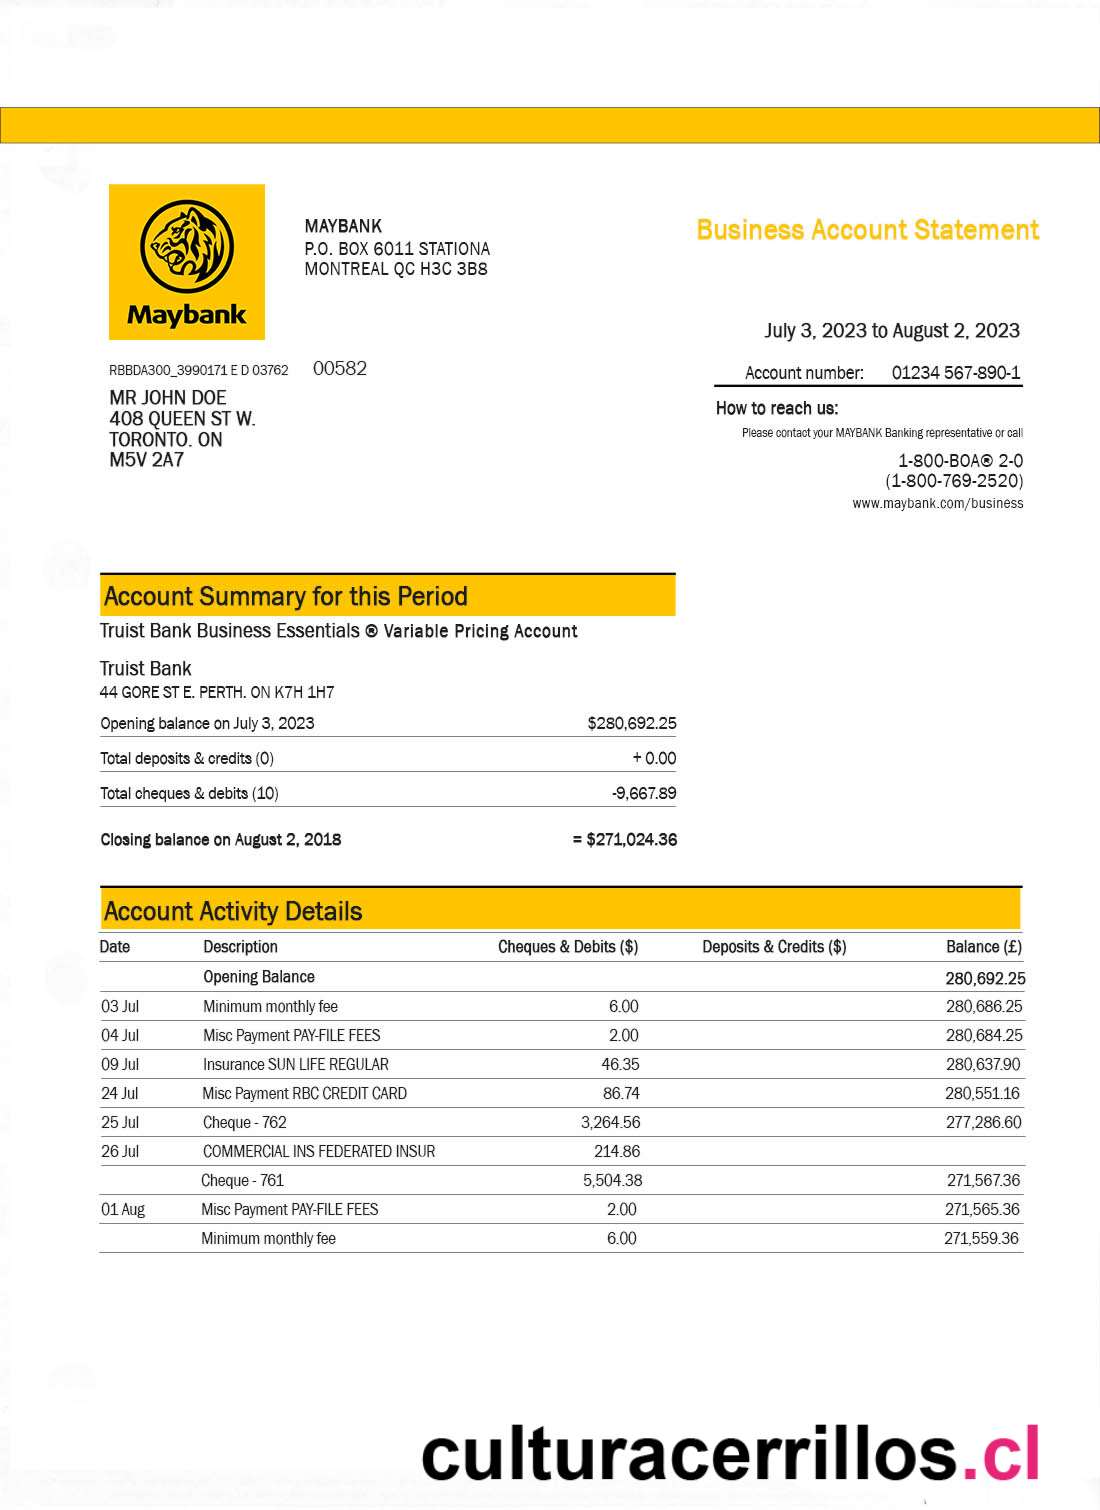 Maybank
MAYBANK
P.O. BOX 6011 STATIONA
MONTREAL QC H3C 3B8
Business Account Statement
July 3, 2023 to August 2, 2023
RBBDA300_3990171 E D 03762 00582
MR JOHN DOE
408 QUEEN ST W.
TORONTO. ON
M5V 2A7
Account number: 01234 567-890-1
How to reach us:
Please contact your MAYBANK Banking representative or call
1-800-BOA® 2-0
(1-800-769-2520)
www.maybank.com/business
Account Summary for this Period
Truist Bank Business Essentials ® Variable Pricing Account
Truist Bank
44 GORE ST E. PERTH. ON K7H 1H7
Opening balance on July 3, 2023 $280,692.25
Total deposits & credits (0) + 0.00
Total cheques & debits (10) -9,667.89
Closing balance on August 2, 2018 = $271,024.36
Account Activity Details
Date Description Cheques & Debits ($) Deposits & Credits ($) Balance (£)
Opening Balance 280,692.25
03 Jul Minimum monthly fee 6.00 280,686.25
04 Jul Misc Payment PAY-FILE FEES 2.00 280,684.25
09 Jul Insurance SUN LIFE REGULAR 46.35 280,637.90
24 Jul Misc Payment RBC CREDIT CARD 86.74 280,551.16
25 Jul Cheque - 762 3,264.56 277,286.60
26 Jul COMMERCIAL INS FEDERATED INSUR 214.86
Cheque - 761 5,504.38 271,567.36
01 Aug Misc Payment PAY-FILE FEES 2.00 271,565.36
Minimum monthly fee 6.00 271,559.36
culturacerrillos.cl